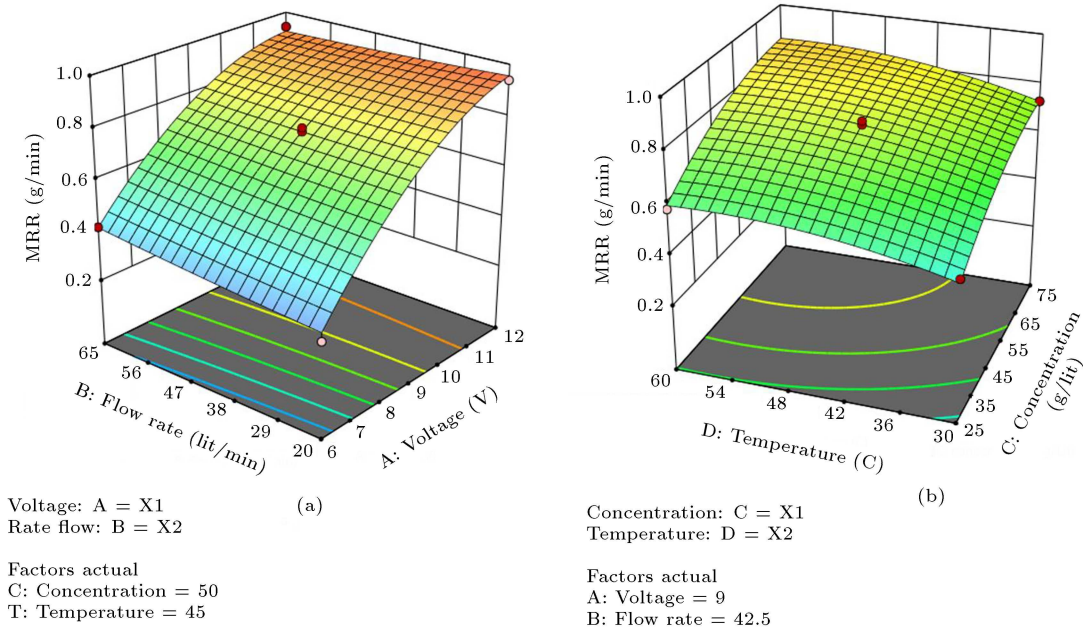 1.0
0.8
0.6
0.4
0.2
MRR (g/min)
65
56
47
38
29
20
B: Flow rate (lit/min)
6
7
8
9
10
11
12
A: Voltage (V)
(a)
Voltage: A = X1
Rate flow: B = X2
Factors actual
C: Concentration = 50
T: Temperature = 45
1.0
0.8
0.6
0.4
0.2
MRR (g/min)
60
54
48
42
36
30
D: Temperature (C)
25
35
45
55
65
75
C: Concentration
(g/lit)
(b)
Concentration: C = X1
Temperature: D = X2
Factors actual
A: Voltage = 9
B: Flow rate = 42.5